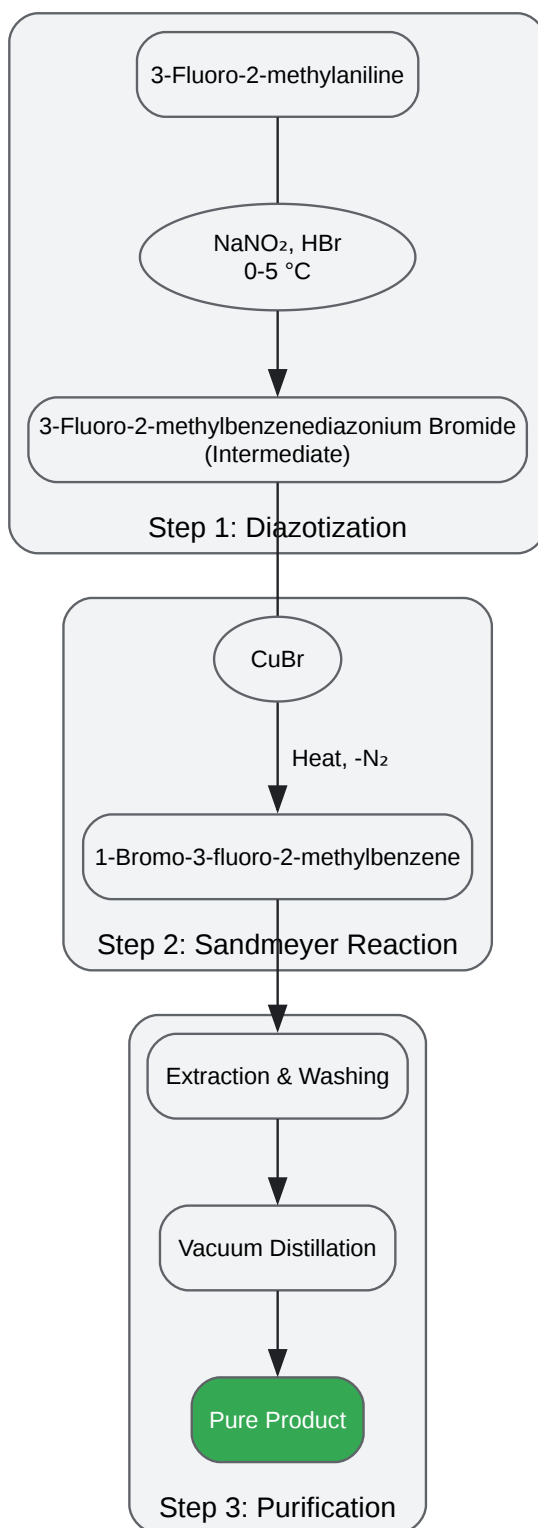 3-Fluoro-2-methylaniline
NaNO₂, HBr
0-5 °C
3-Fluoro-2-methylbenzenediazonium Bromide
(Intermediate)
Step 1: Diazotization
CuBr
Heat, -N₂
1-Bromo-3-fluoro-2-methylbenzene
Step 2: Sandmeyer Reaction
Extraction & Washing
Vacuum Distillation
Pure Product
Step 3: Purification